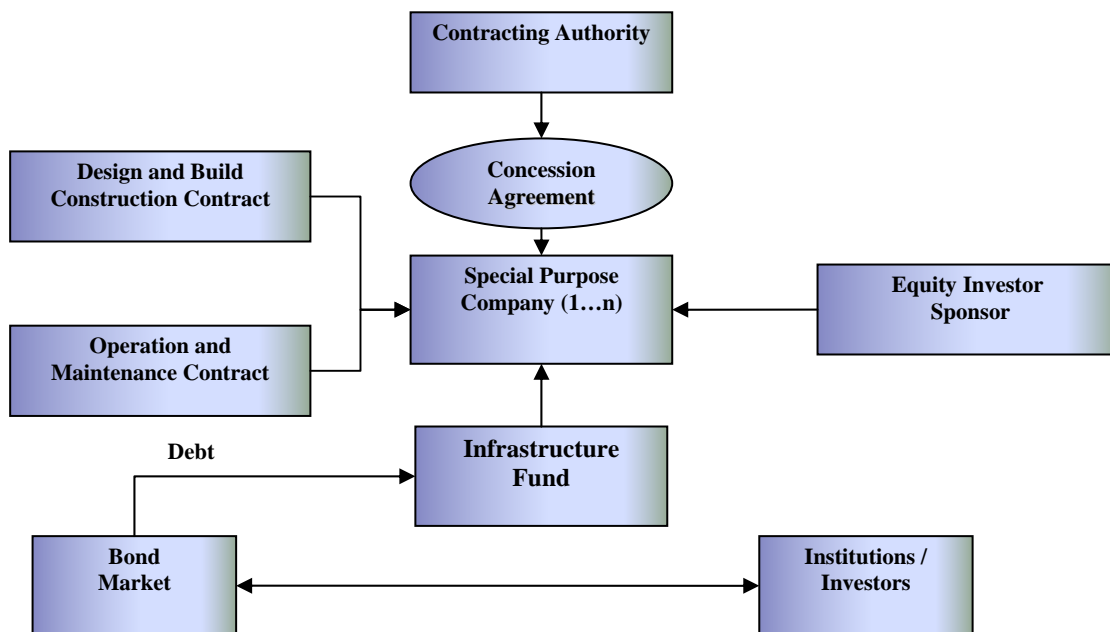 Contracting Authority
Design and Build
Construction Contract
Concession
Agreement
Special Purpose
Company (1…n)
Equity Investor
Sponsor
Operation and
Maintenance Contract
Debt
Infrastructure
Fund
Bond
Market
Institutions /
Investors